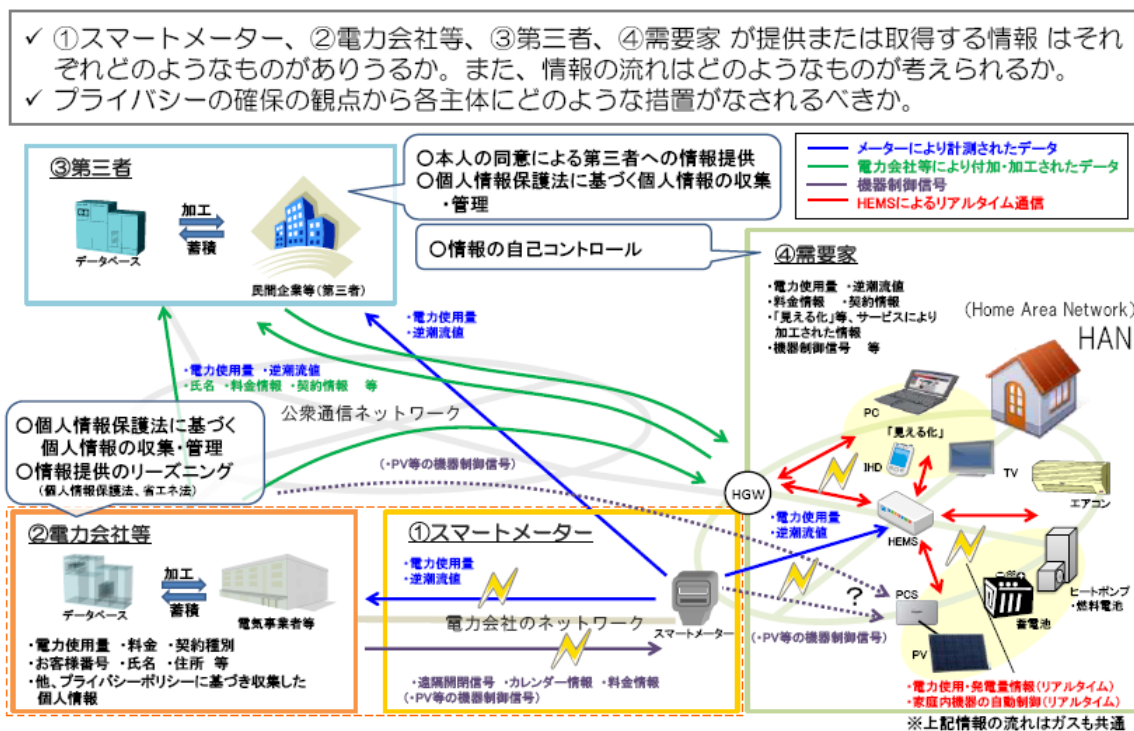 ✓ ①スマートメーター、②電力会社等、③第三者、④需要家 が提供または取得する情報 はそれ
ぞれどのようなものがありうるか。また、情報の流れはどのようなものが考えられるか。
✓ プライバシーの確保の観点から各主体にどのような措置がなされるべきか。
メーターにより計測されたデータ
電力会社等により付加・加工されたデータ
機器制御信号
HEMSによるリアルタイム通信
③第三者
加工
蓄積
データベース
民間企業等(第三者)
○本人の同意による第三者への情報提供
○個人情報保護法に基づく個人情報の収集
・管理
○情報の自己コントロール
④需要家
・電力使用量 ・逆潮流値
・料金情報 ・契約情報
・「見える化」等、サービスにより
加工された情報
・機器制御信号 等
(Home Area Network)
HAN
・電力使用量
・逆潮流値
・電力使用量 ・逆潮流値
・氏名 ・料金情報 ・契約情報 等
公衆通信ネットワーク
○個人情報保護法に基づく
個人情報の収集・管理
○情報提供のリーズニング
(個人情報保護法、省エネ法)
(・PV等の機器制御信号)
HGW
PC
「見える化」
IHD
TV
エアコン
HEMS
・電力使用量
・逆潮流値
PCS
?
ヒートポンプ
・燃料電池
蓄電池
PV
(・PV等の機器制御信号)
②電力会社等
加工
蓄積
データベース
電気事業者等
・電力使用量 ・料金 ・契約種別
・お客様番号 ・氏名 ・住所 等
・他、プライバシーポリシーに基づき収集した
個人情報
①スマートメーター
・電力使用量
・逆潮流値
電力会社のネットワーク
スマートメーター
・遠隔開閉信号 ・カレンダー情報 ・料金情報
(・PV等の機器制御信号)
・電力使用・発電量情報(リアルタイム)
・家庭内機器の自動制御(リアルタイム)
※上記情報の流れはガスも共通